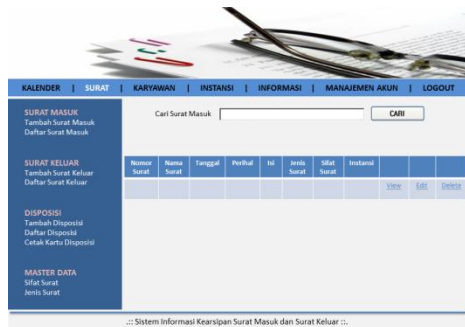 KALENDER | SURAT | KARYAWAN | INSTANSI | INFORMASI | MANAJEMEN AKUN | LOGOUT
SURAT MASUK
Tambah Surat Masuk
Daftar Surat Masuk
SURAT KELUAR
Tambah Surat Keluar
Daftar Surat Keluar
DISPOSISI
Tambah Disposisi
Daftar Disposisi
Cetak Kartu Disposisi
MASTER DATA
Sifat Surat
Jenis Surat
Cari Surat Masuk CARI
Nomor Surat Nama Surat Tanggal Perihal Isi Jenis Surat Sifat Surat Instansi
View Edit Delete
.:: Sistem Informasi Kearsipan Surat Masuk dan Surat Keluar ::.